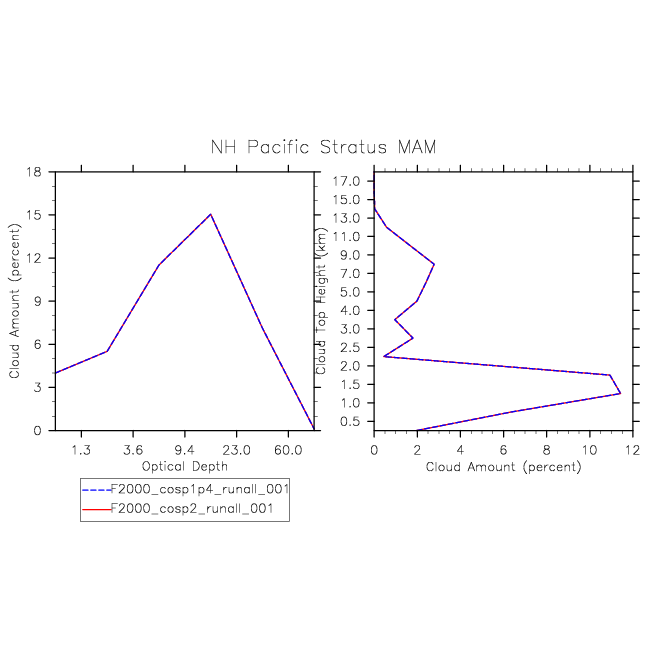 NH Pacific Stratus MAM
Cloud Amount (percent)
18
15
12
9
6
3
0
1.3 3.6 9.4 23.0 60.0
Optical Depth
Cloud Top Height (km)
17.0
15.0
13.0
11.0
9.0
7.0
5.0
4.0
3.0
2.5
2.0
1.5
1.0
0.5
0 2 4 6 8 10 12
Cloud Amount (percent)
F2000_cosp1p4_runall_001
F2000_cosp2_runall_001